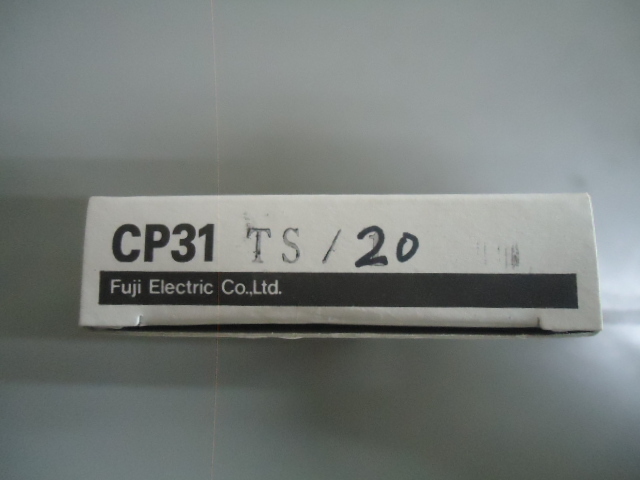 CP31 TS / 20
Fuji Electric Co.,Ltd.